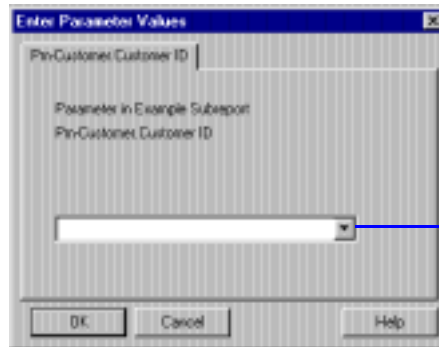 Enter Parameter Values
Pm-Customer.Customer ID
Parameter in Example Subreport
Pm-Customer.Customer ID
OK
Cancel
Help